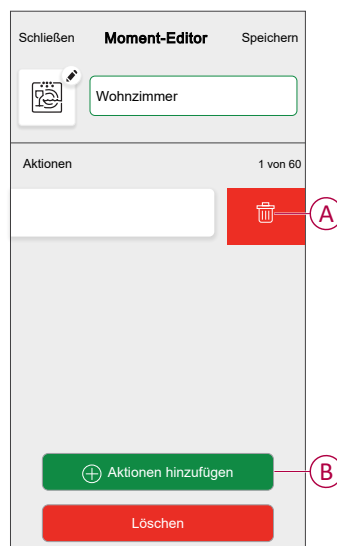 Schließen Moment-Editor Speichern
Wohnzimmer
Aktionen 1 von 60
A
Aktionen hinzufügen
B
Löschen